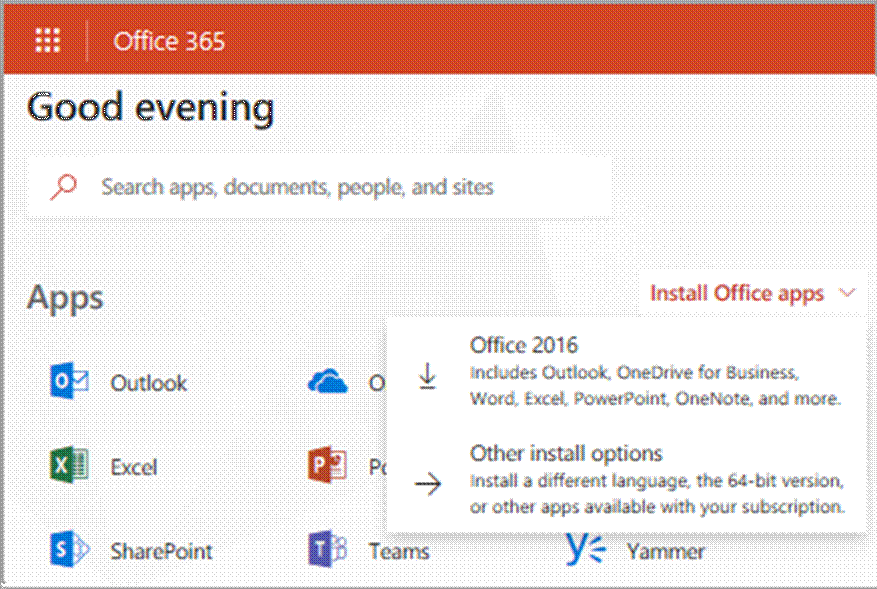 Office 365
Good evening
Search apps, documents, people, and sites
Apps
Install Office apps
Office 2016
Includes Outlook, OneDrive for Business,
Word, Excel, PowerPoint, OneNote, and more.
Other install options
Install a different language, the 64-bit version,
or other apps available with your subscription.
Outlook
O
Excel
Po
SharePoint
Teams
Yammer